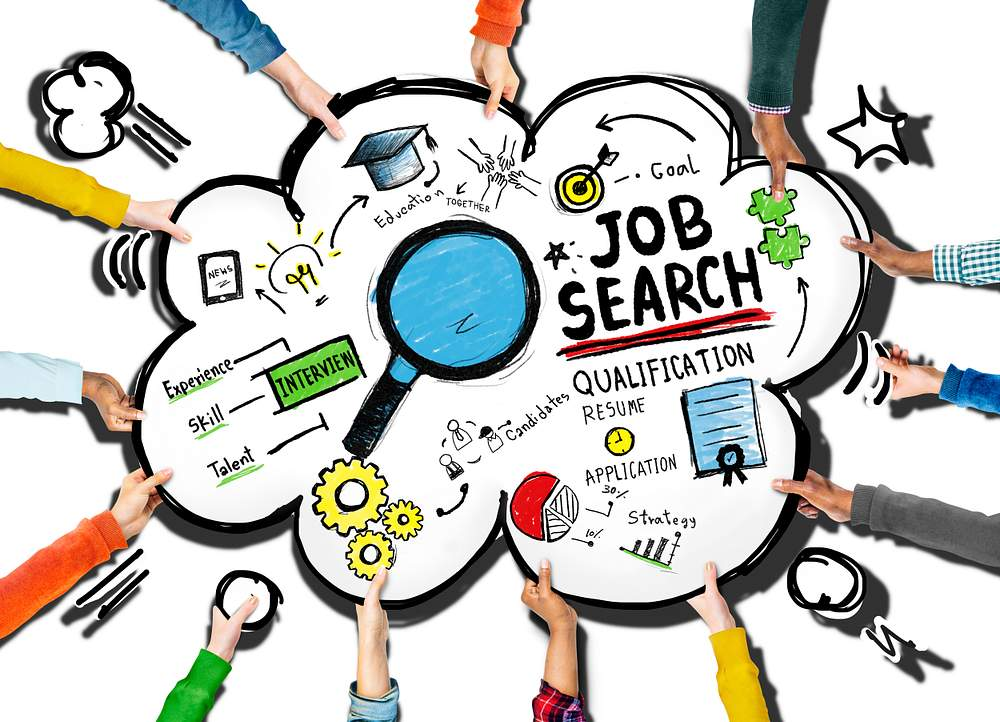 Education
TOGETHER
Goal
JOB
SEARCH
NEWS
Experience
Skill
Talent
INTERVIEW
QUALIFICATION
RESUME
Candidates
APPLICATION
30%
10%
Strategy